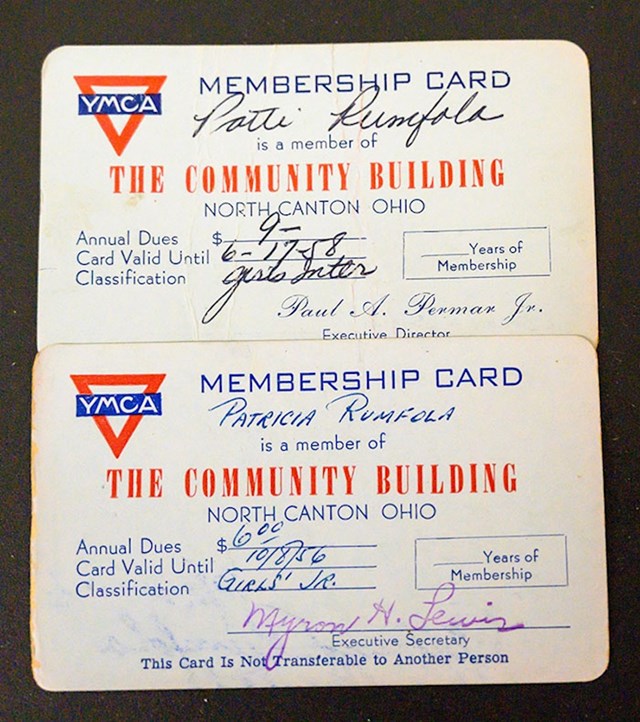 YMCA
MEMBERSHIP CARD
Patti Rumfola
is a member of
THE COMMUNITY BUILDING
NORTH CANTON OHIO
Annual Dues $ 9-
Card Valid Until 6-17-58
Classification girls Inter
Years of
Membership
Paul A. Permar Jr.
Executive Director
YMCA
MEMBERSHIP CARD
PATRICIA RUMFOLA
is a member of
THE COMMUNITY BUILDING
NORTH CANTON OHIO
Annual Dues $ 6.00
Card Valid Until 10/8/56
Classification GIRLS' JR.
Years of
Membership
Myron H. Lewis
Executive Secretary
This Card Is Not Transferable to Another Person